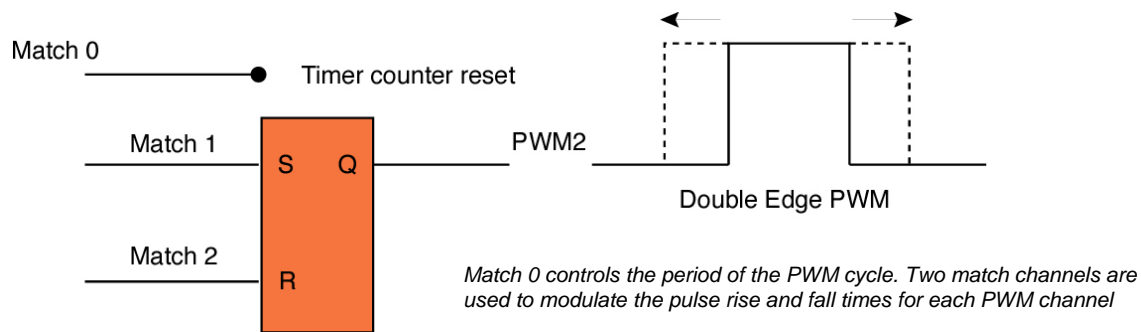 Match 0
Timer counter reset
Match 1
S Q
PWM2
Double Edge PWM
Match 2
R
Match 0 controls the period of the PWM cycle. Two match channels are
used to modulate the pulse rise and fall times for each PWM channel